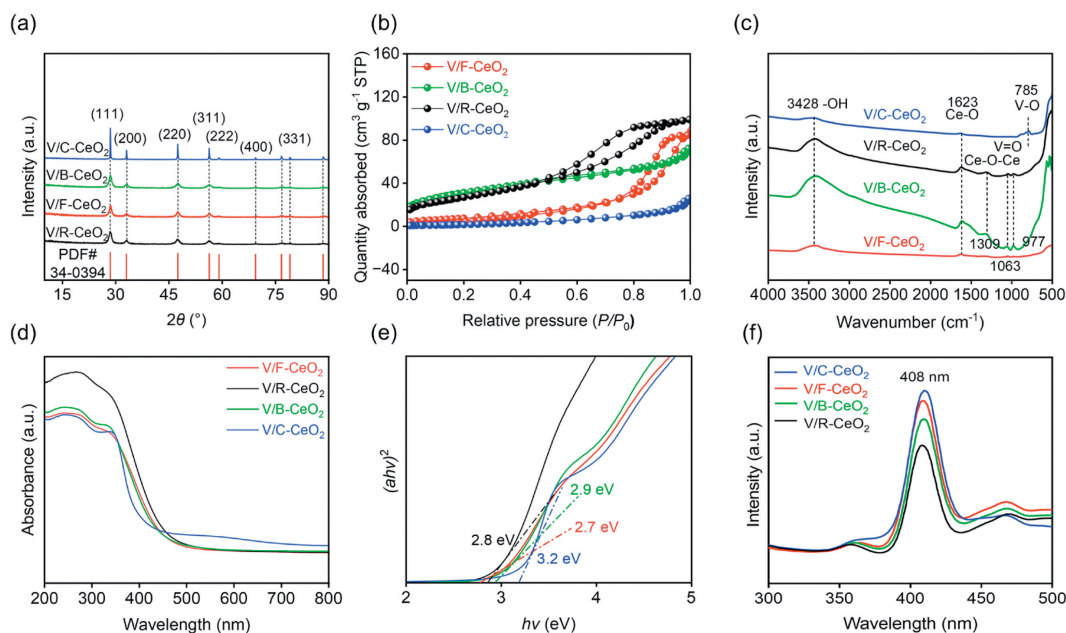 (a)
Intensity (a.u.)
(111)
(200)
(220)
(311)
(222)
(400)
(331)
V/C-CeO₂
V/B-CeO₂
V/F-CeO₂
V/R-CeO₂
PDF#
34-0394
15 30 45 60 75 90
2θ (°)
(b)
Quantity absorbed (cm³ g⁻¹ STP)
160
120
80
40
0
−40
V/F-CeO₂
V/B-CeO₂
V/R-CeO₂
V/C-CeO₂
0.0 0.2 0.4 0.6 0.8 1.0
Relative pressure (P/P₀)
(c)
Intensity (a.u.)
3428 -OH
1623
Ce-O
785
V-O
V/C-CeO₂
V=O
V/R-CeO₂
Ce-O-Ce
V/B-CeO₂
V/F-CeO₂
1309
977
1063
4000 3500 3000 2500 2000 1500 1000 500
Wavenumber (cm⁻¹)
(d)
Absorbance (a.u.)
V/F-CeO₂
V/R-CeO₂
V/B-CeO₂
V/C-CeO₂
200 300 400 500 600 700 800
Wavelength (nm)
(e)
(ahv)²
2.9 eV
2.8 eV
2.7 eV
3.2 eV
2 3 4 5
hv (eV)
(f)
Intensity (a.u.)
V/C-CeO₂
V/F-CeO₂
V/B-CeO₂
V/R-CeO₂
408 nm
300 350 400 450 500
Wavelength (nm)